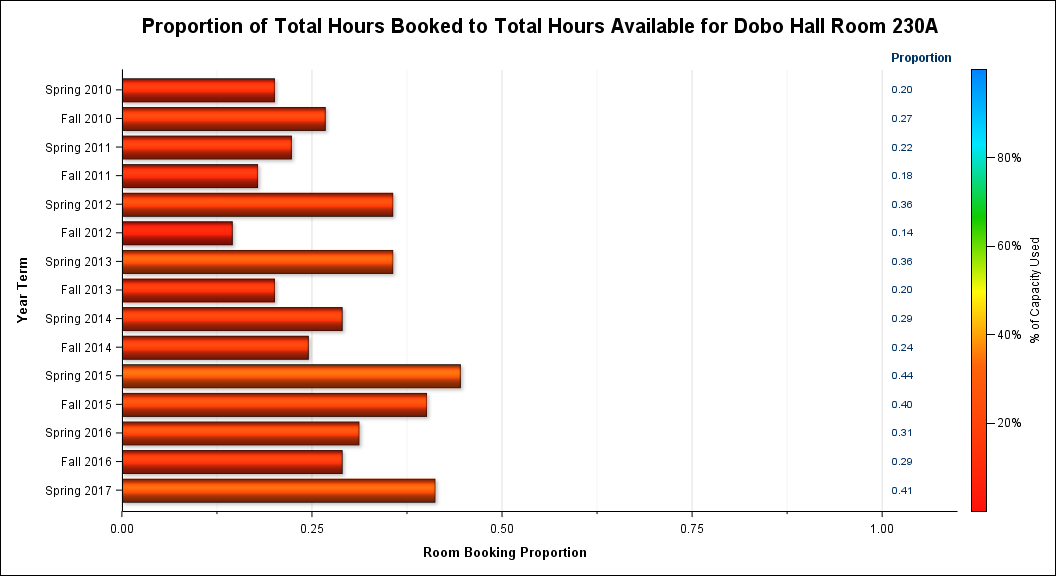 Proportion of Total Hours Booked to Total Hours Available for Dobo Hall Room 230A
Proportion
Spring 2010 0.20
Fall 2010 0.27
Spring 2011 0.22
Fall 2011 0.18
Spring 2012 0.36
Fall 2012 0.14
Spring 2013 0.36
Fall 2013 0.20
Spring 2014 0.29
Fall 2014 0.24
Spring 2015 0.44
Fall 2015 0.40
Spring 2016 0.31
Fall 2016 0.29
Spring 2017 0.41
Year Term
0.00 0.25 0.50 0.75 1.00
Room Booking Proportion
80%
60%
40%
20%
% of Capacity Used